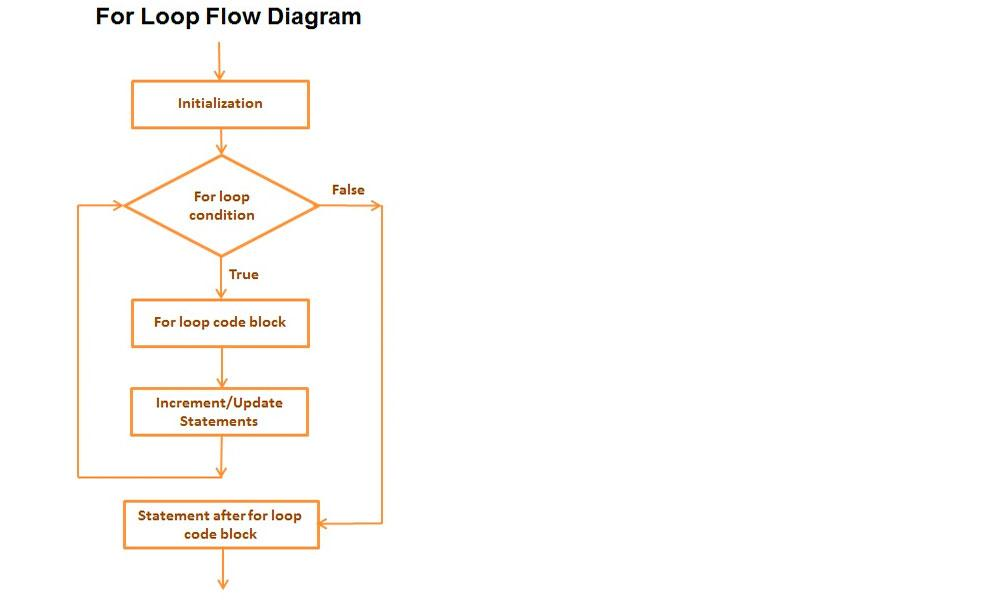 For Loop Flow Diagram
Initialization
For loop
condition
False
True
For loop code block
Increment/Update
Statements
Statement after for loop
code block